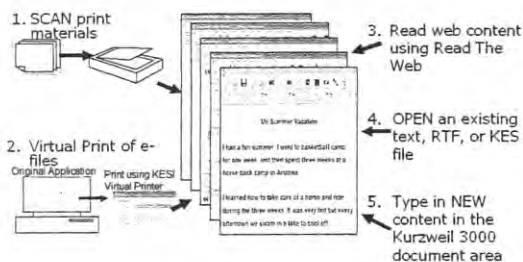 1. SCAN print
materials
2. Virtual Print of e-
files
Original Application
Print using KESI
Virtual Printer
3. Read web content
using Read The
Web
4. OPEN an existing
text, RTF, or KES
file
5. Type in NEW
content in the
Kurzweil 3000
document area
My Summer Vacation
I had a fun summer. I went to basketball camp
for one week and then spent three weeks at a
horse back camp in Arizona.
I learned how to take care of a horse and ride
during the three weeks. It was very hot but every
afternoon we swam in a lake to cool off.